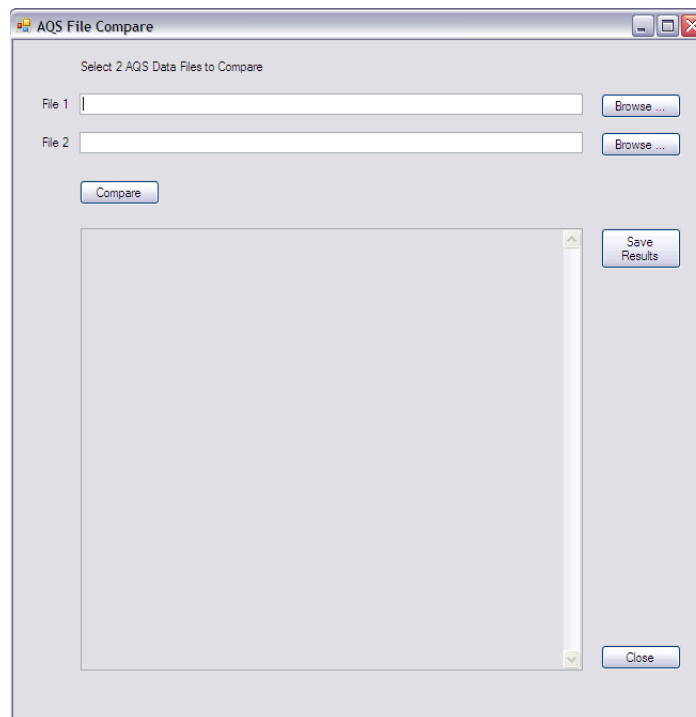 AQS File Compare
Select 2 AQS Data Files to Compare
File 1
Browse ...
File 2
Browse ...
Compare
Save
Results
Close